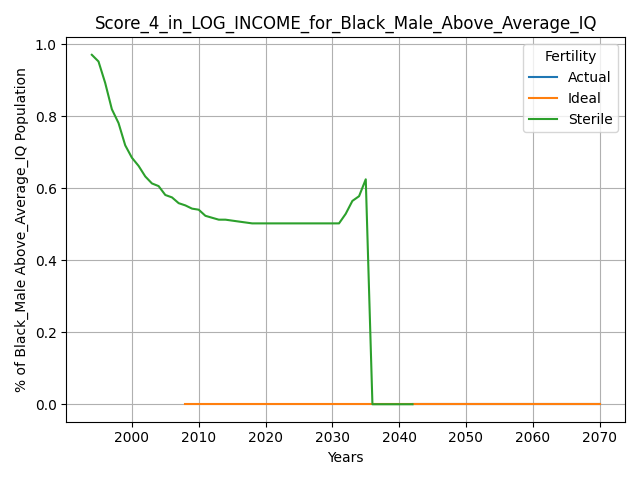 Score_4_in_LOG_INCOME_for_Black_Male_Above_Average_IQ
% of Black_Male Above_Average_IQ Population
1.0
0.8
0.6
0.4
0.2
0.0
Fertility
Actual
Ideal
Sterile
2000 2010 2020 2030 2040 2050 2060 2070
Years